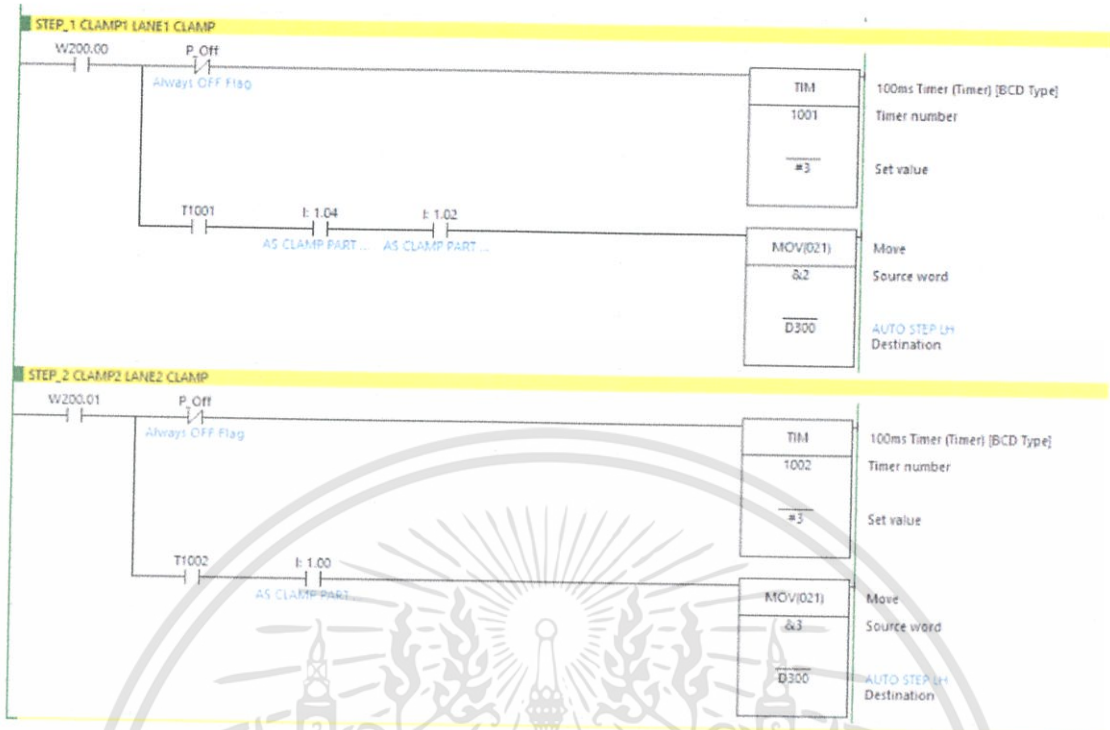 STEP_1 CLAMP1 LANE1 CLAMP
W200.00 P_Off
Always OFF Flag
TIM 100ms Timer (Timer) [BCD Type]
1001 Timer number
#3 Set value
T1001 I: 1.04 I: 1.02
AS CLAMP PART ... AS CLAMP PART ...
MOV(021) Move
&2 Source word
D300 AUTO STEP LH
Destination
STEP_2 CLAMP2 LANE2 CLAMP
W200.01 P_Off
Always OFF Flag
TIM 100ms Timer (Timer) [BCD Type]
1002 Timer number
#3 Set value
T1002 I: 1.00
AS CLAMP PART...
MOV(021) Move
&3 Source word
D300 AUTO STEP LH
Destination